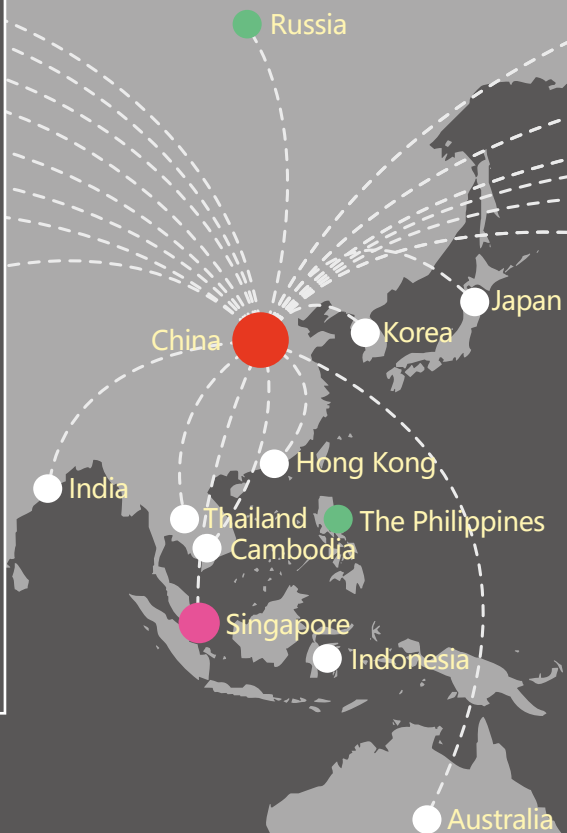 Russia
Japan
Korea
China
Hong Kong
India
Thailand
The Philippines
Cambodia
Singapore
Indonesia
Australia